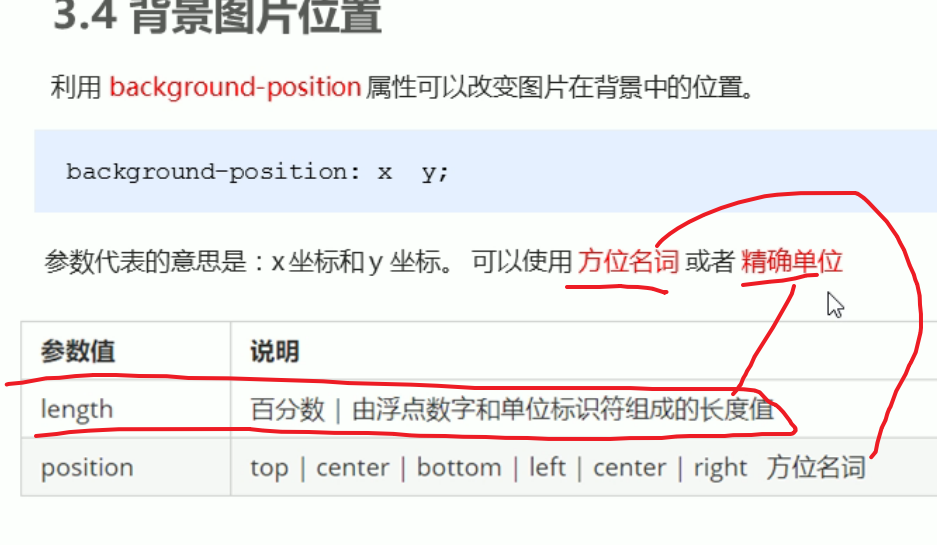 3.4 背景图片位置
利用 background-position 属性可以改变图片在背景中的位置。
background-position: x  y;
参数代表的意思是：x 坐标和 y 坐标。 可以使用 方位名词 或者 精确单位
参数值 说明
length 百分数 | 由浮点数字和单位标识符组成的长度值
position top | center | bottom | left | center | right 方位名词